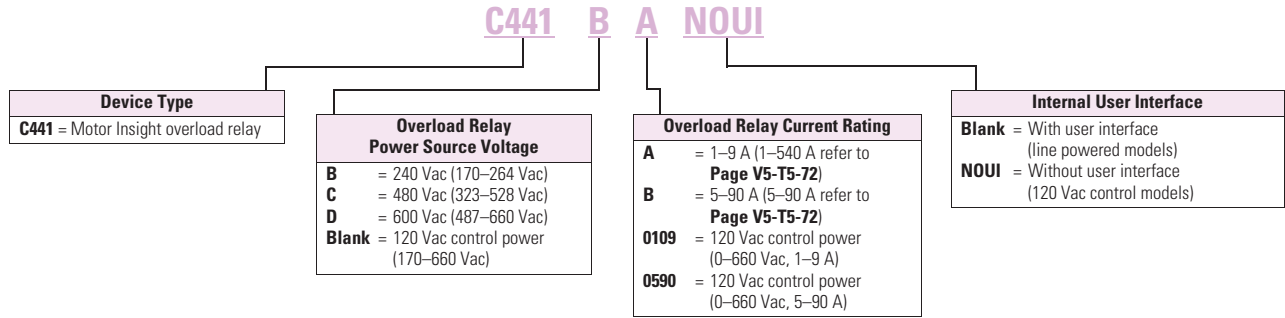 C441 B A NOUI
Device Type
C441 = Motor Insight overload relay
Overload Relay
Power Source Voltage
B = 240 Vac (170–264 Vac)
C = 480 Vac (323–528 Vac)
D = 600 Vac (487–660 Vac)
Blank = 120 Vac control power
(170–660 Vac)
Overload Relay Current Rating
A = 1–9 A (1–540 A refer to
Page V5-T5-72)
B = 5–90 A (5–90 A refer to
Page V5-T5-72)
0109 = 120 Vac control power
(0–660 Vac, 1–9 A)
0590 = 120 Vac control power
(0–660 Vac, 5–90 A)
Internal User Interface
Blank = With user interface
(line powered models)
NOUI = Without user interface
(120 Vac control models)